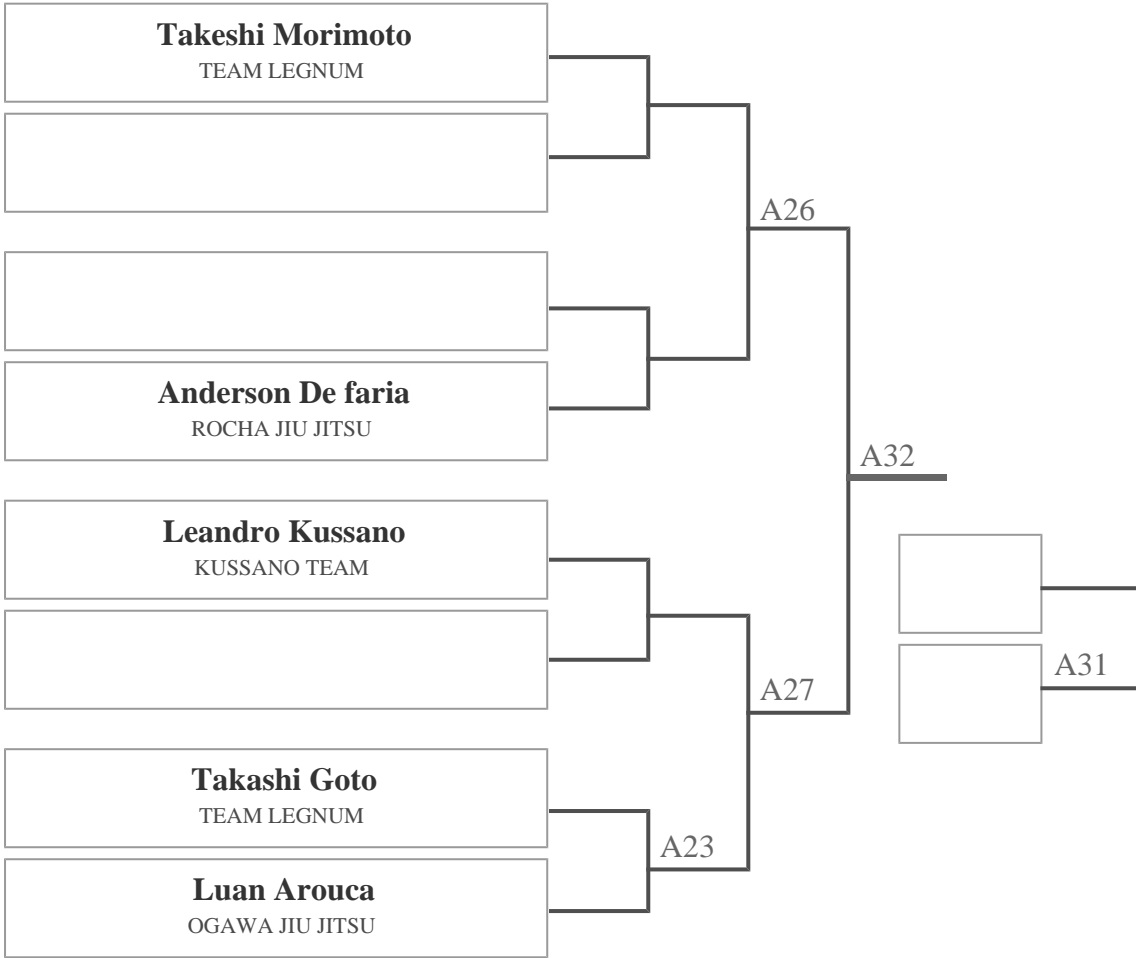 Takeshi Morimoto
TEAM LEGNUM
A26
Anderson De faria
ROCHA JIU JITSU
A32
Leandro Kussano
KUSSANO TEAM
A31
A27
Takashi Goto
TEAM LEGNUM
A23
Luan Arouca
OGAWA JIU JITSU